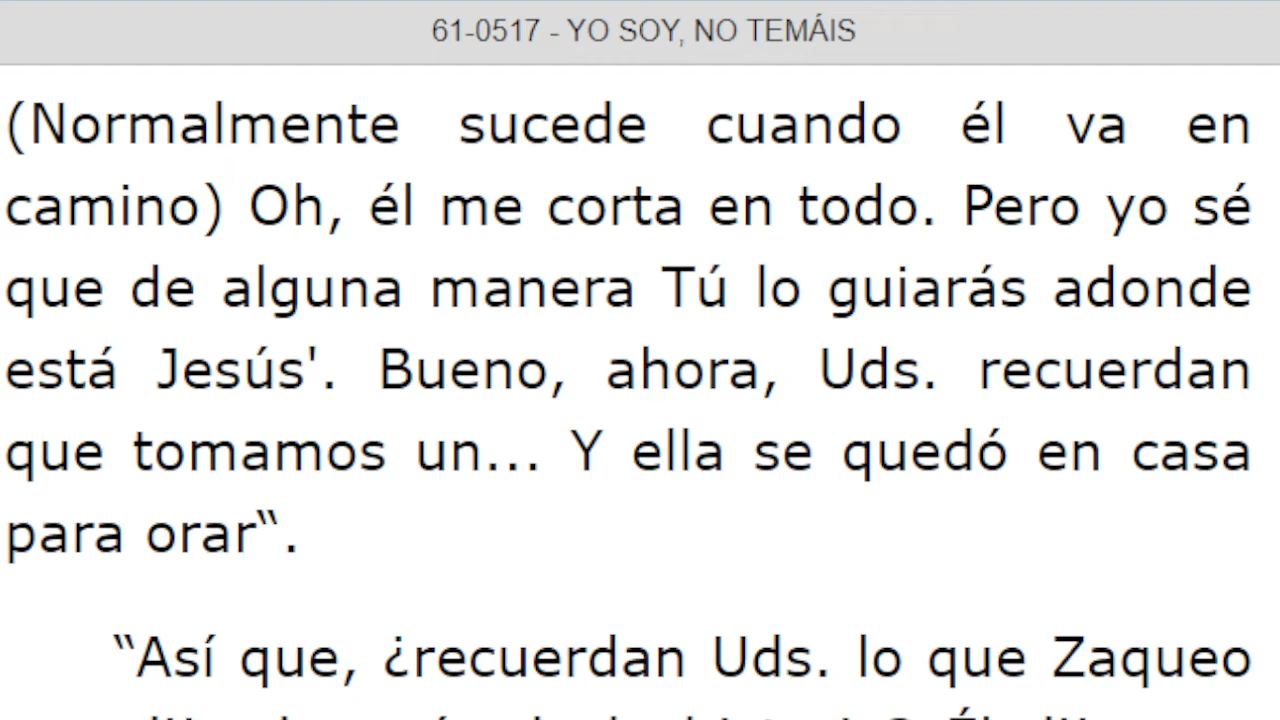 61-0517 - YO SOY, NO TEMÁIS
(Normalmente sucede cuando él va en
camino) Oh, él me corta en todo. Pero yo sé
que de alguna manera Tú lo guiarás adonde
está Jesús'. Bueno, ahora, Uds. recuerdan
que tomamos un... Y ella se quedó en casa
para orar“.
“Así que, ¿recuerdan Uds. lo que Zaqueo